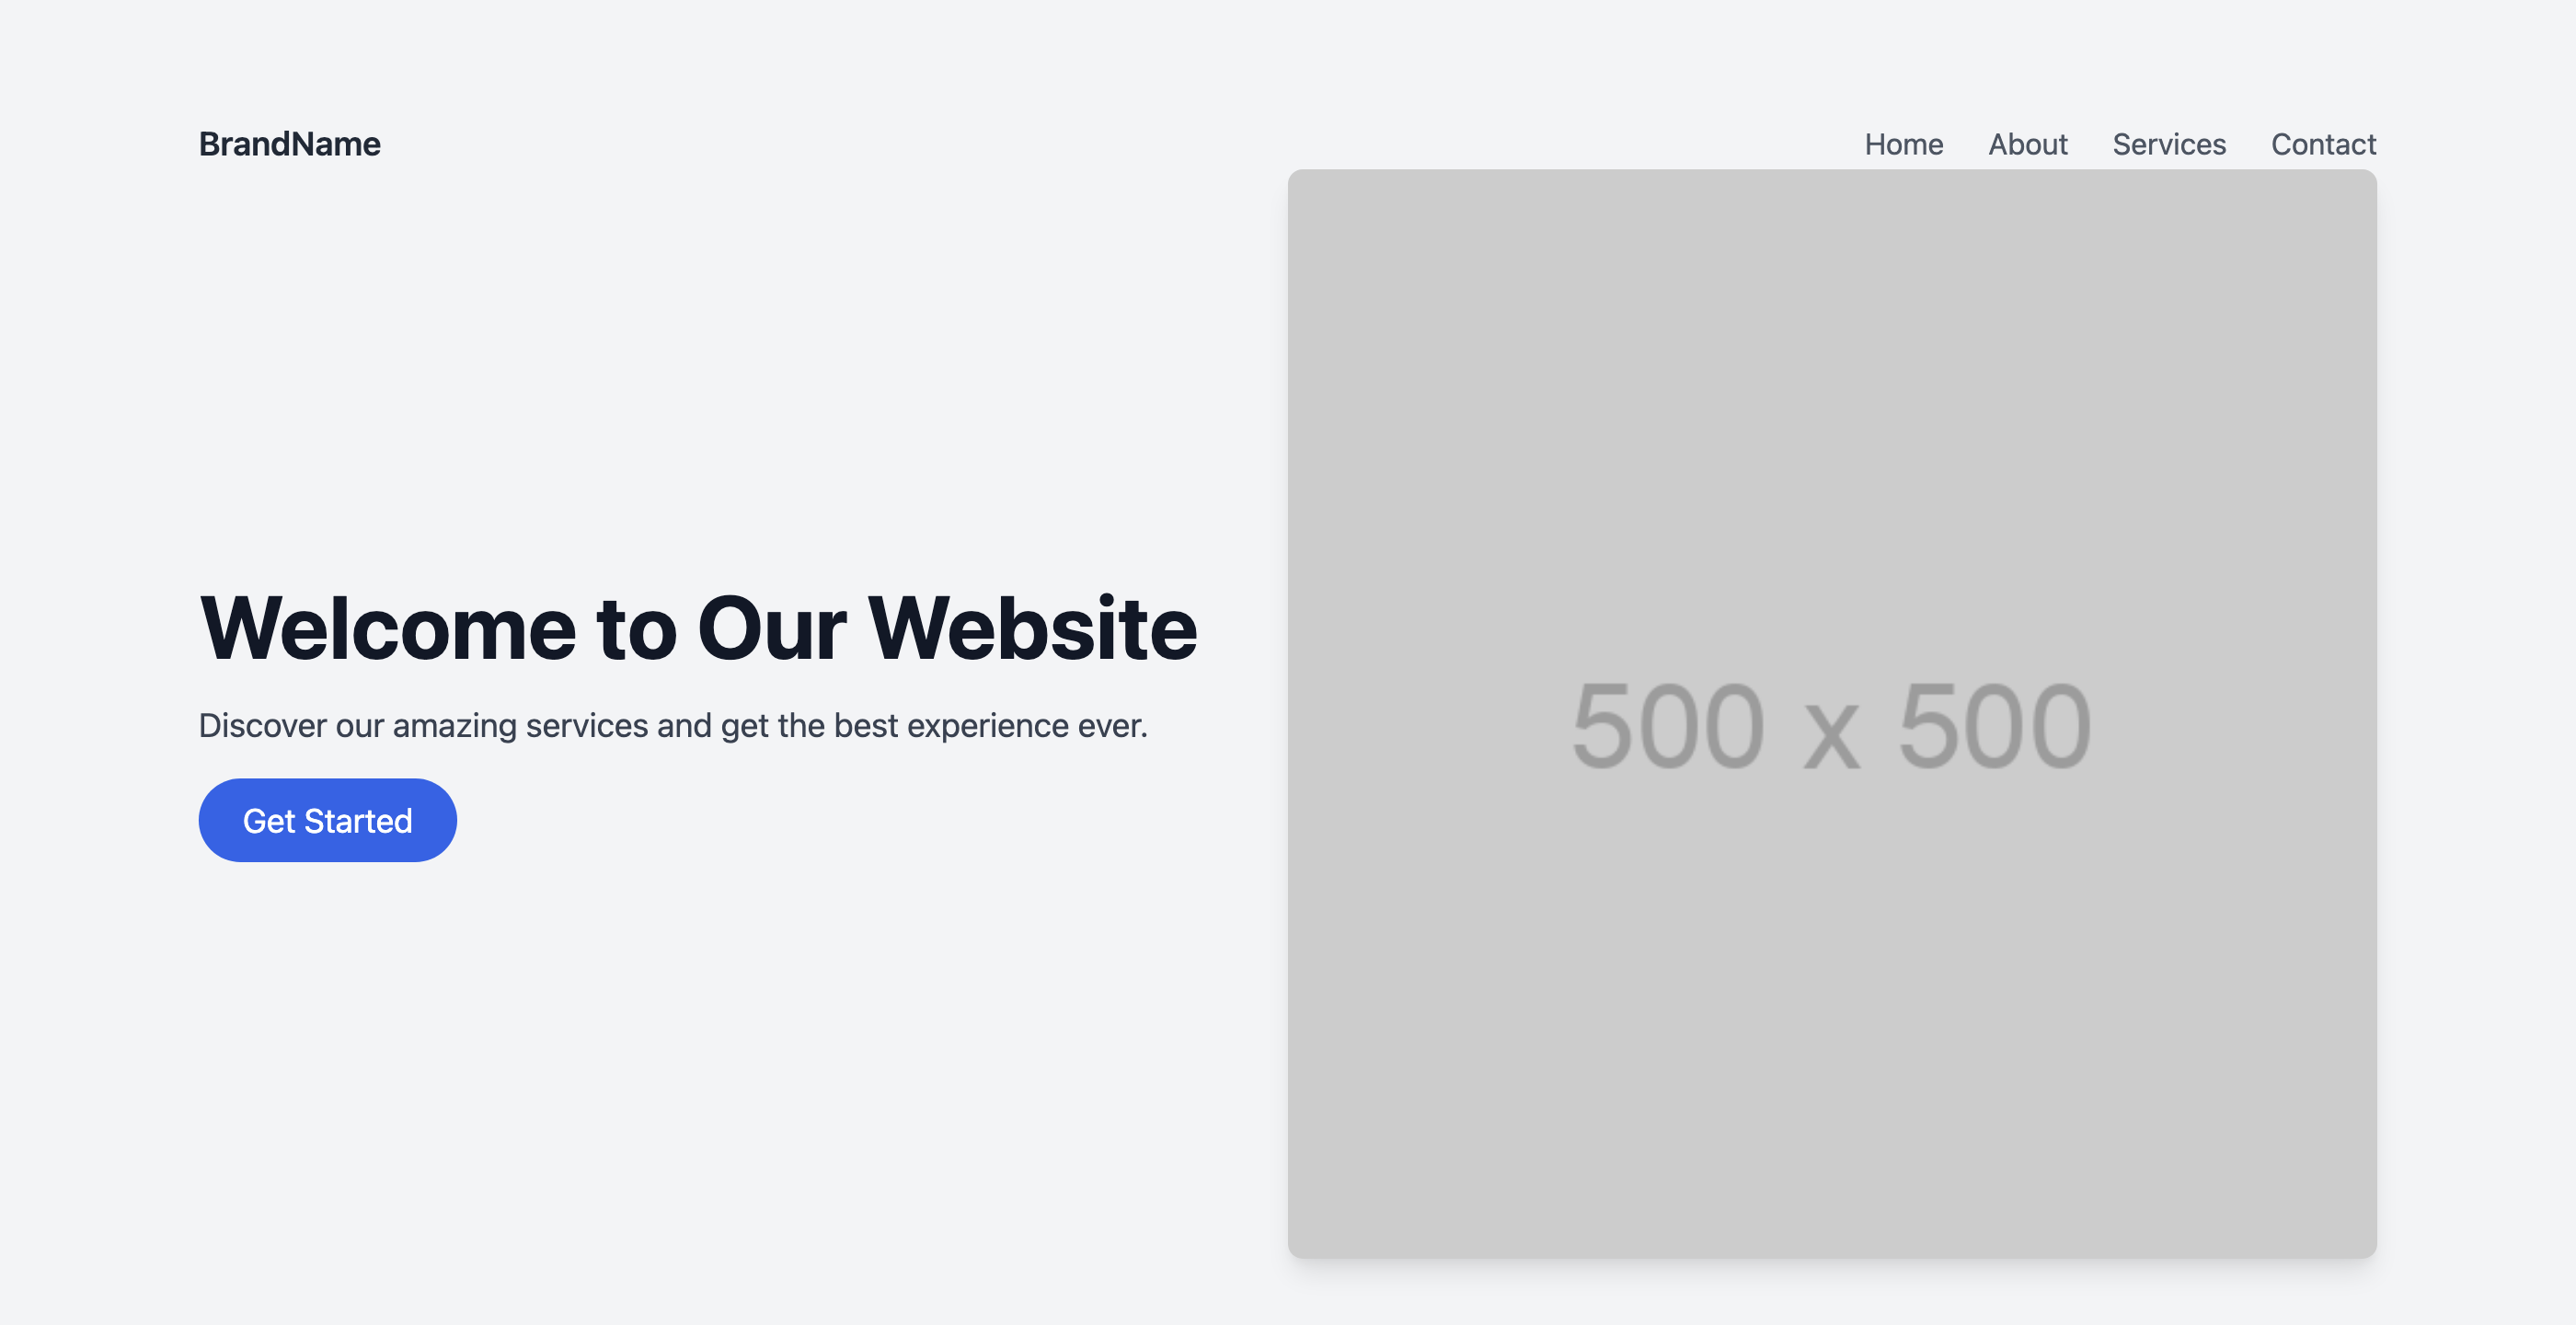 BrandName
Home About Services Contact
Welcome to Our Website
Discover our amazing services and get the best experience ever.
Get Started
500 x 500